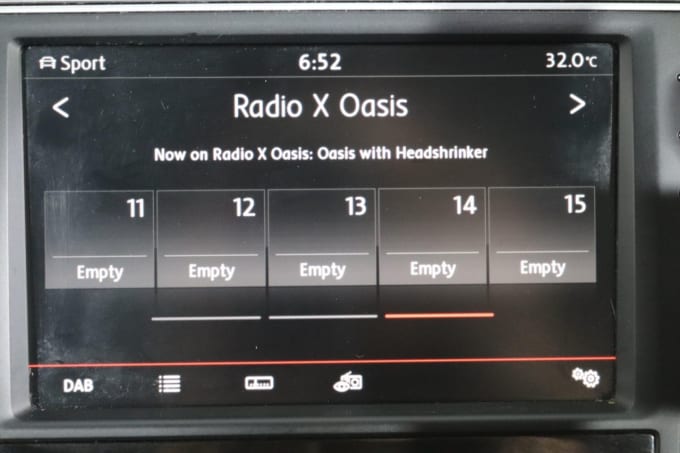 Sport 6:52 32.0°C
< Radio X Oasis >
Now on Radio X Oasis: Oasis with Headshrinker
11 12 13 14 15
Empty Empty Empty Empty Empty
DAB